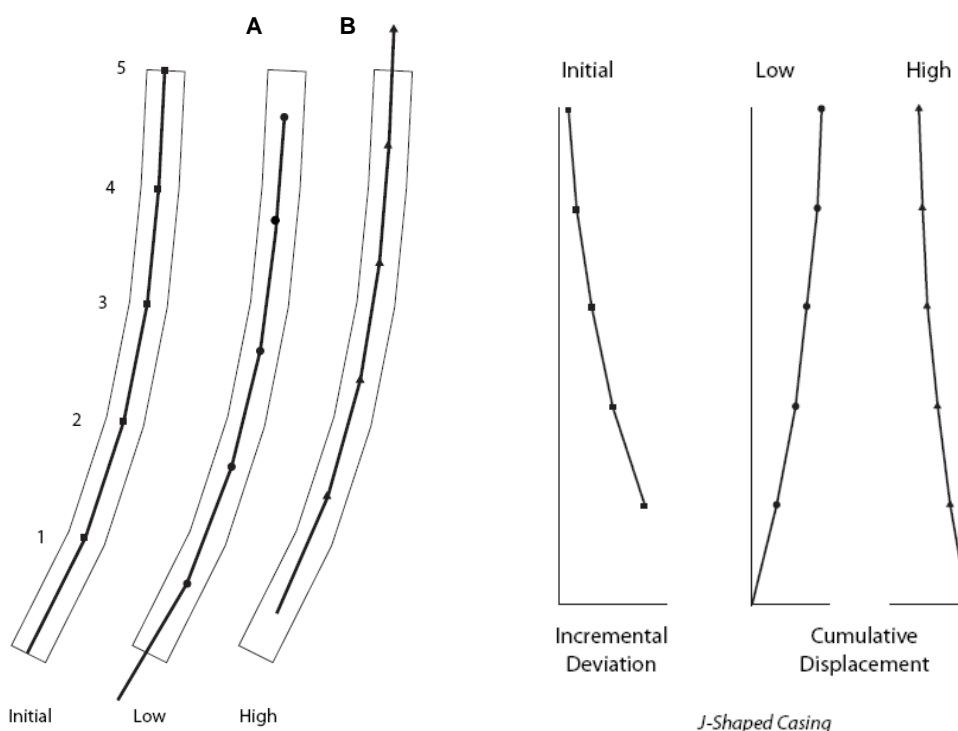 A B
5
4
3
2
1
Initial Low High
Initial Low High
Incremental
Deviation
Cumulative
Displacement
J-Shaped Casing